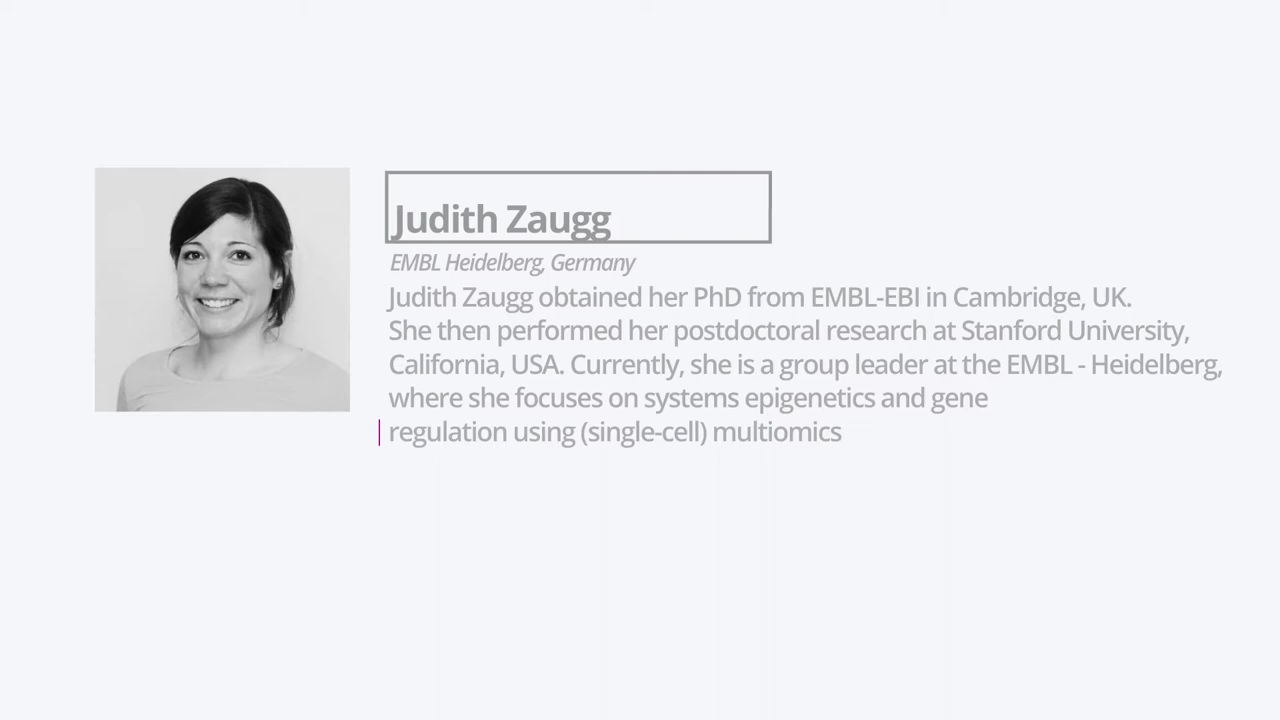 Judith Zaugg
EMBL Heidelberg, Germany
Judith Zaugg obtained her PhD from EMBL-EBI in Cambridge, UK.
She then performed her postdoctoral research at Stanford University,
California, USA. Currently, she is a group leader at the EMBL - Heidelberg,
where she focuses on systems epigenetics and gene
regulation using (single-cell) multiomics